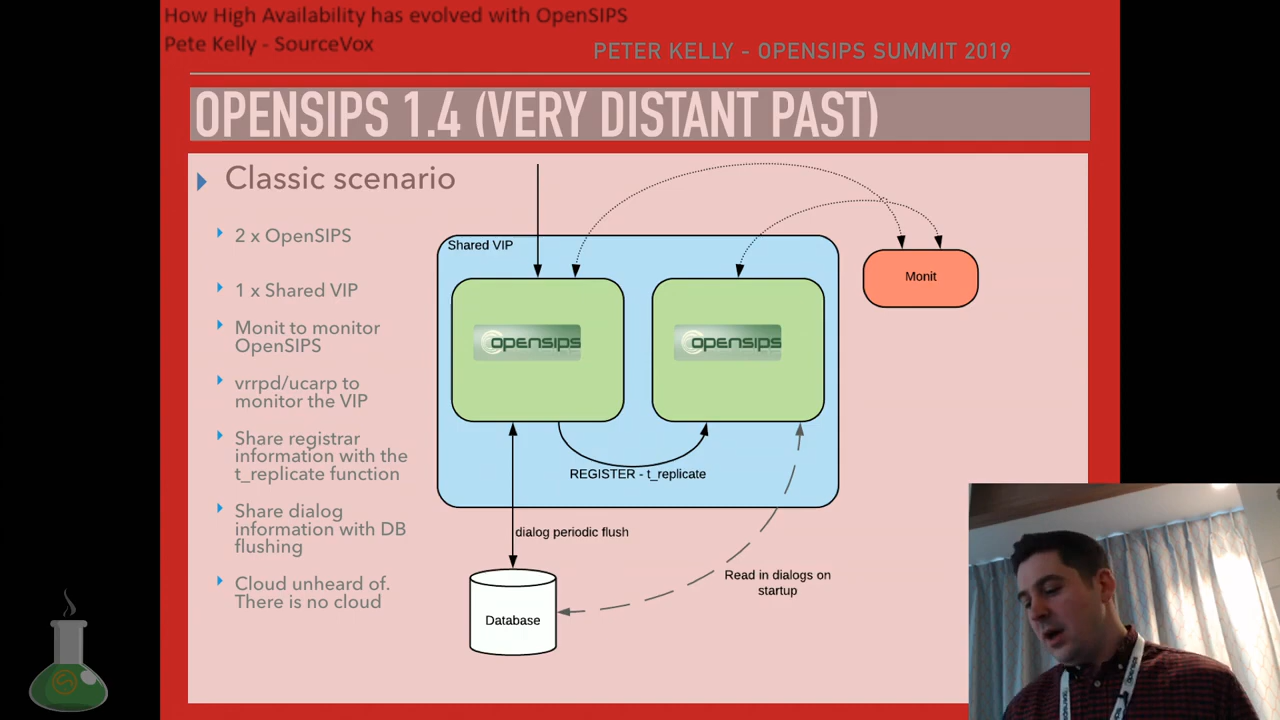 How High Availability has evolved with OpenSIPS
Pete Kelly - SourceVox
PETER KELLY - OPENSIPS SUMMIT 2019
OPENSIPS 1.4 (VERY DISTANT PAST)
Classic scenario
2 x OpenSIPS
1 x Shared VIP
Monit to monitor
OpenSIPS
vrrpd/ucarp to
monitor the VIP
Share registrar
information with the
t_replicate function
Share dialog
information with DB
flushing
Cloud unheard of.
There is no cloud
Shared VIP
opensips
opensips
Monit
REGISTER - t_replicate
dialog periodic flush
Read in dialogs on
startup
Database